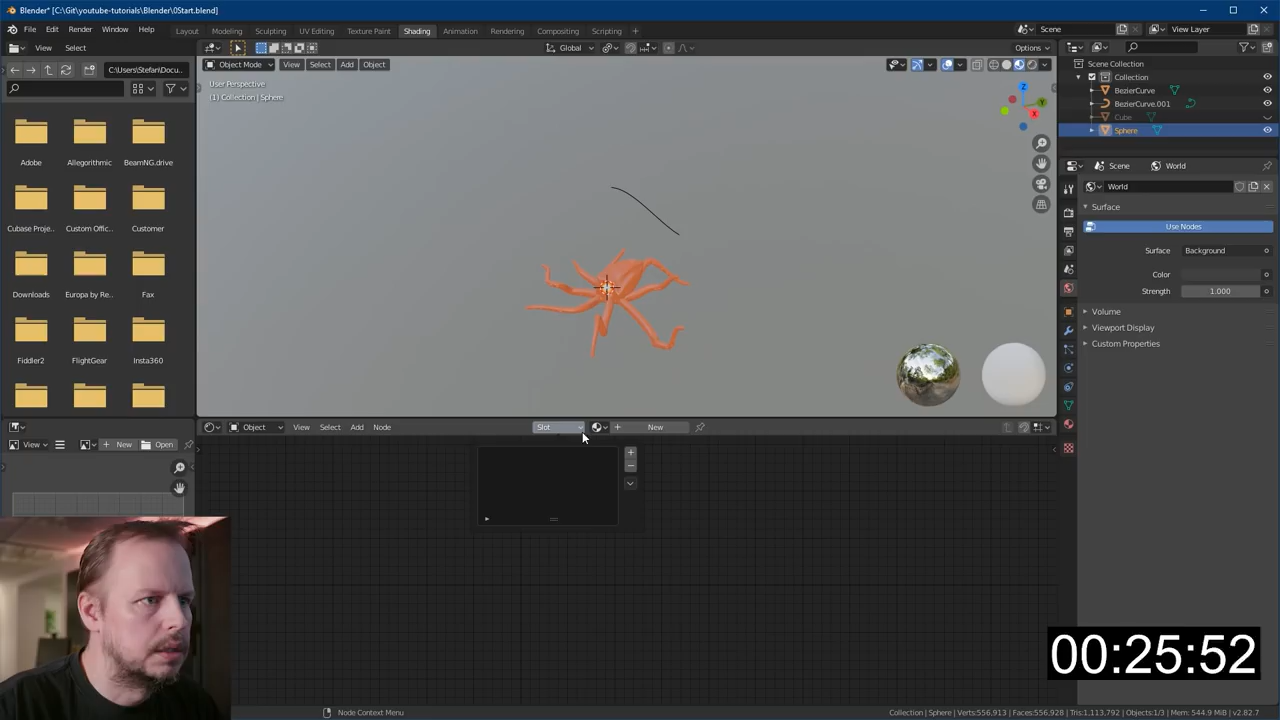 Blender* [C:\Git\youtube-tutorials\Blender\0Start.blend]
File Edit Render Window Help Layout Modeling Sculpting UV Editing Texture Paint Shading Animation Rendering Compositing Scripting + Scene View Layer
View Select Global Options
C:\Users\Stefan\Docu.. Object Mode View Select Add Object
User Perspective
(1) Collection | Sphere
Adobe Allegorithmic BeamNG.drive
Cubase Proje.. Custom Offic.. Customer
Downloads Europa by Re.. Fax
Fiddler2 FlightGear Insta360
Z
Y
X
Scene Collection
Collection
BezierCurve
BezierCurve.001
Cube
Sphere
Scene World
World
Surface
Use Nodes
Surface Background
Color
Strength 1.000
Volume
Viewport Display
Custom Properties
Object View Select Add Node Slot New
View New Open
00:25:52
Node Context Menu Collection | Sphere | Verts:556,913 | Faces:556,928 | Tris:1,113,792 | Objects:1/3 | Mem: 544.9 MiB | v2.82.7